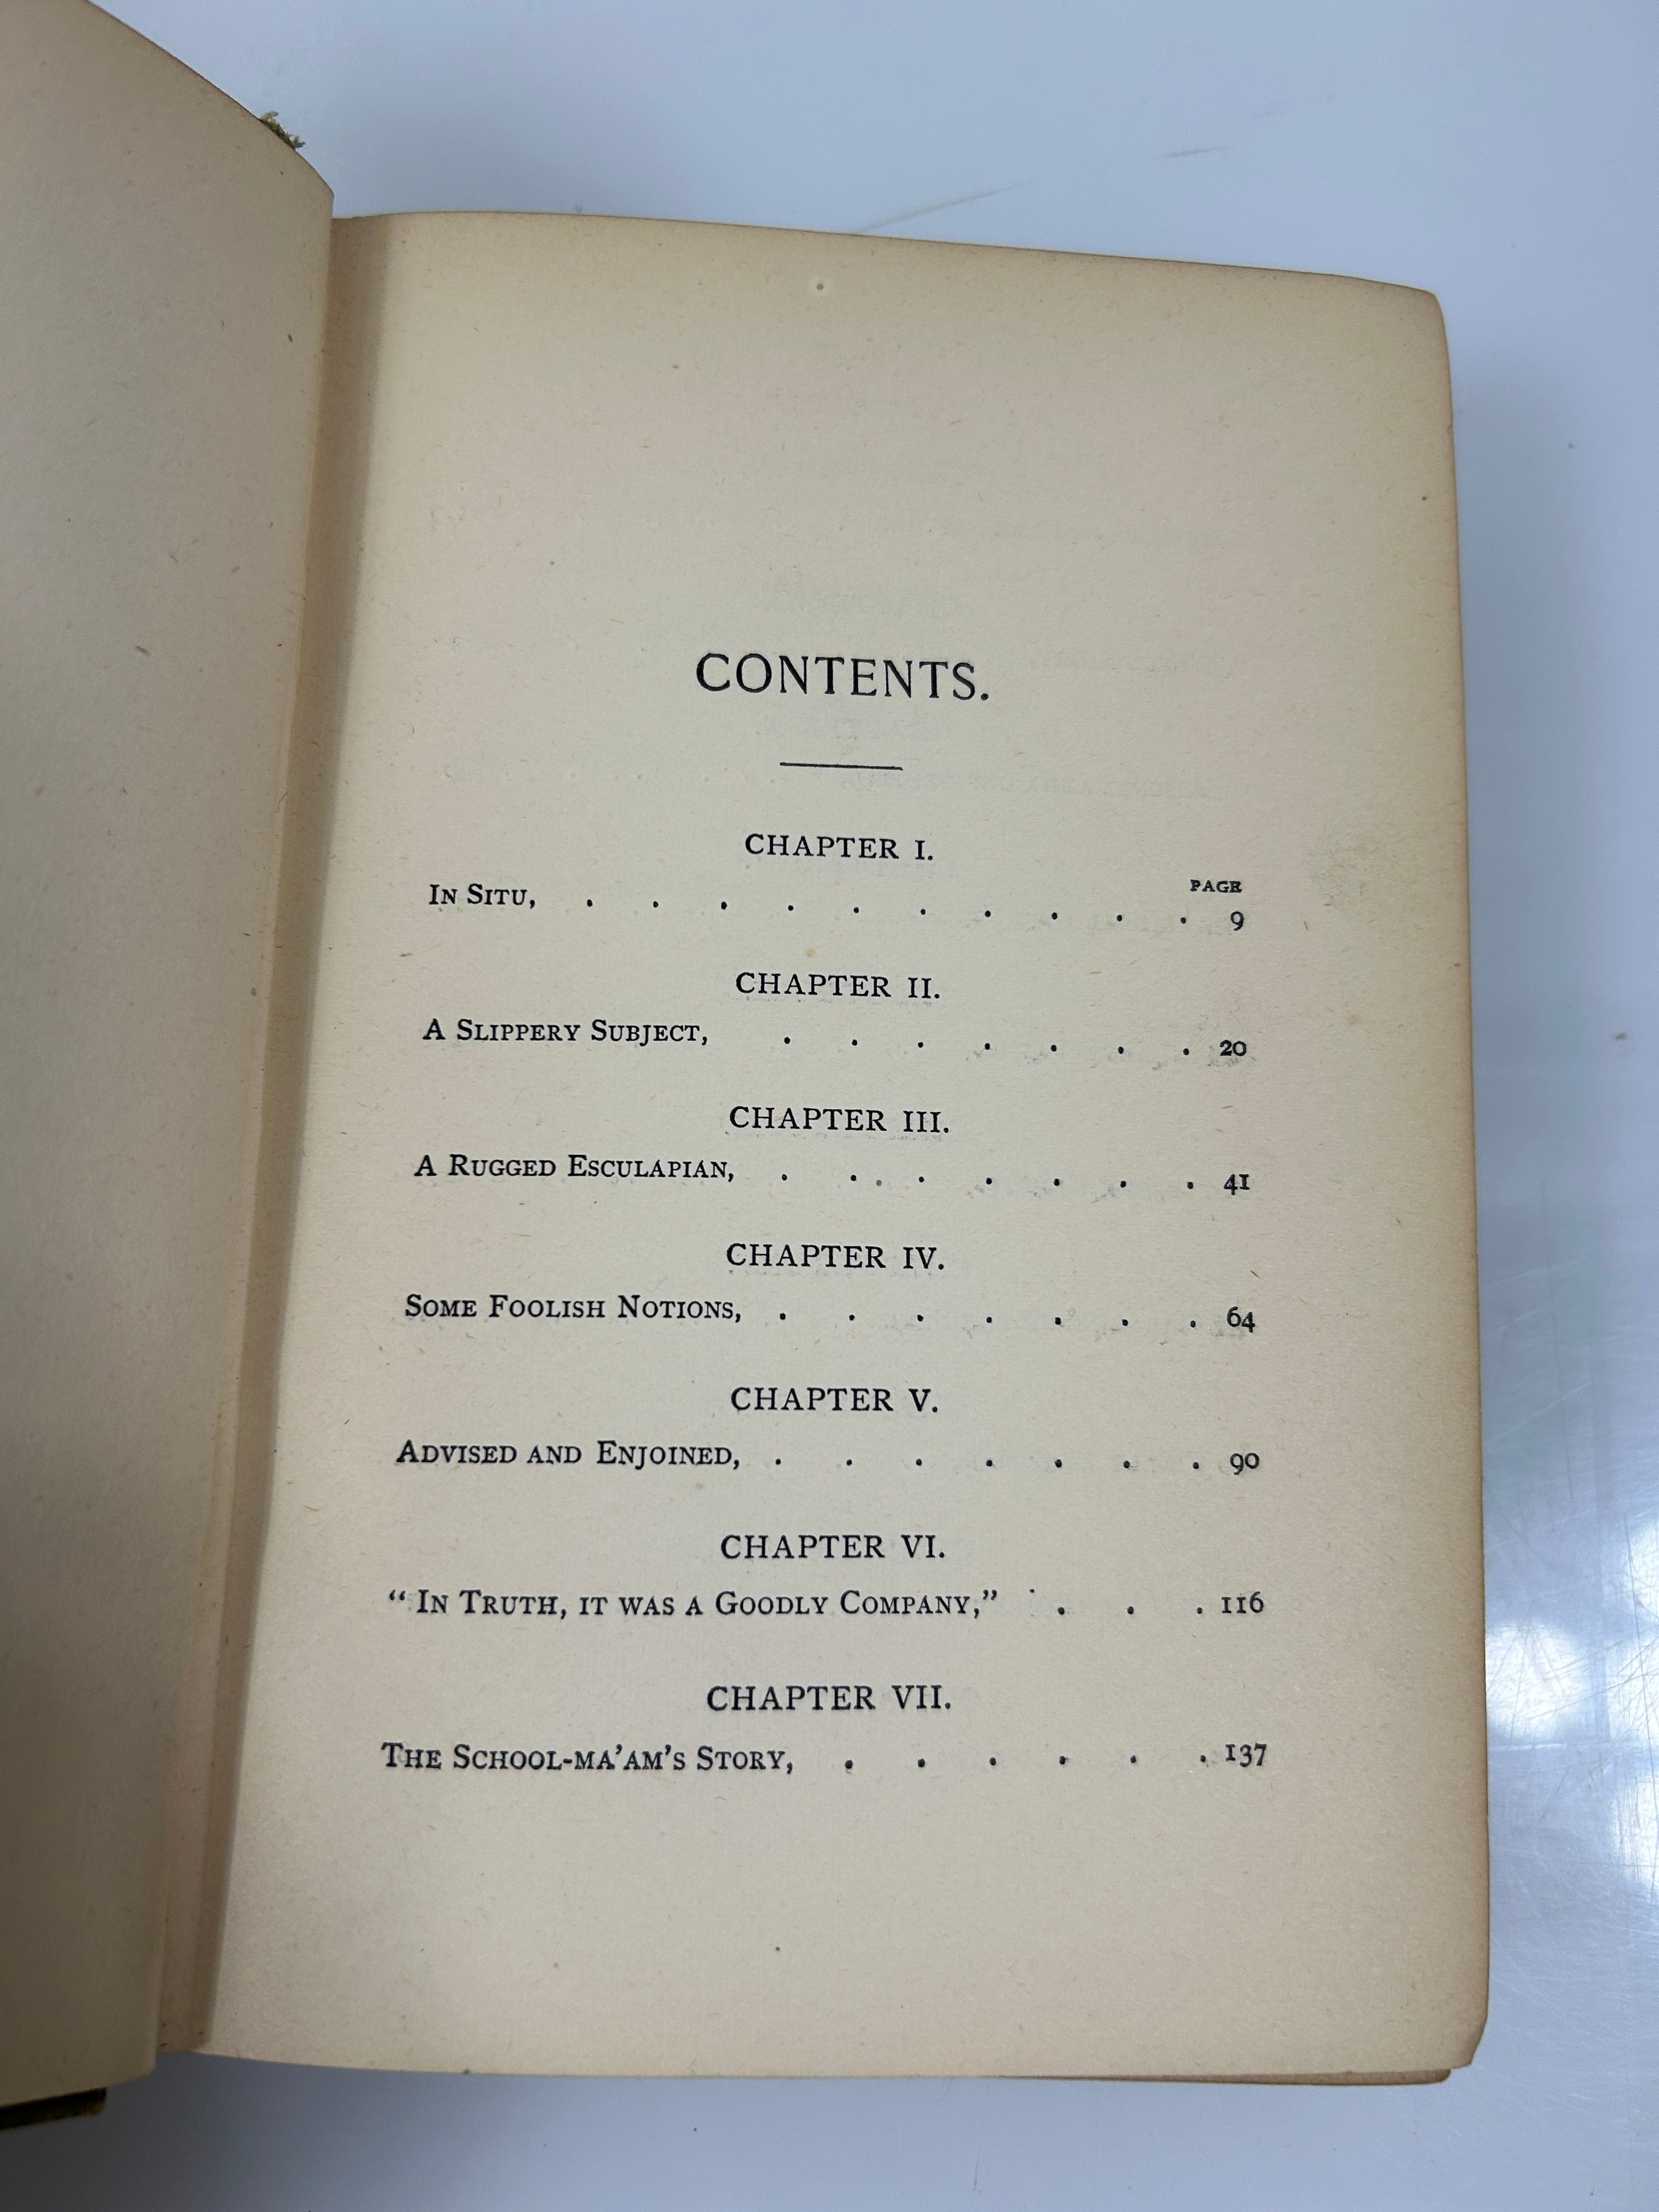 CONTENTS.
CHAPTER I.
PAGE
In Situ, . . . . . . . . . . 9
CHAPTER II.
A Slippery Subject, . . . . . . . 20
CHAPTER III.
A Rugged Esculapian, . . . . . . . . 41
CHAPTER IV.
Some Foolish Notions, . . . . . . . 64
CHAPTER V.
Advised and Enjoined, . . . . . . . 90
CHAPTER VI.
“In Truth, it was a Goodly Company,” . . . . 116
CHAPTER VII.
The School-ma’am’s Story, . . . . . . 137